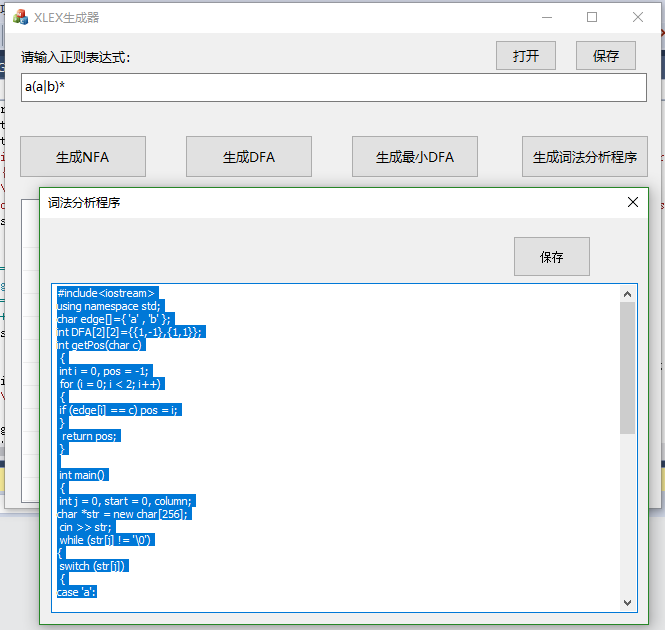 XLEX生成器
请输入正则表达式:
打开
保存
a(a|b)*
生成NFA
生成DFA
生成最小DFA
生成词法分析程序
词法分析程序
保存
#include<iostream>
using namespace std;
char edge[]={ 'a' , 'b' };
int DFA[2][2]={{1,-1},{1,1}};
int getPos(char c)
{
int i = 0, pos = -1;
for (i = 0; i < 2; i++)
{
if (edge[i] == c) pos = i;
}
return pos;
}
int main()
{
int j = 0, start = 0, column;
char *str = new char[256];
cin >> str;
while (str[j] != '\0')
{
switch (str[j])
{
case 'a':